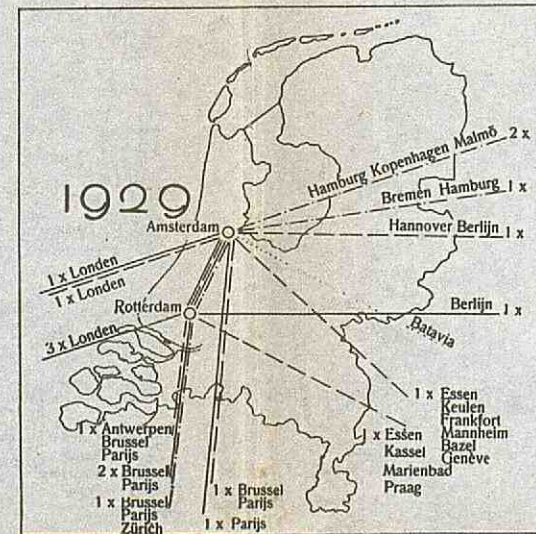 Hamburg Kopenhagen Malmö 2 x
Bremen Hamburg 1 x
1929
Amsterdam
Hannover Berlijn 1 x
1 x Londen
1 x Londen
Rotterdam
Berlijn 1 x
Batavia
3 x Londen
1 x Essen
Keulen
Frankfort
Mannheim
Bazel
Genève
1 x Essen
Kassel
Marienbad
Praag
1 x Antwerpen
Brussel
Parijs
2 x Brussel
Parijs
1 x Brussel
Parijs
Zürich
1 x Brussel
Parijs
1 x Parijs